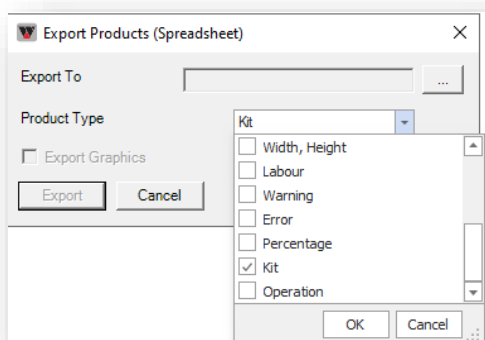 Export Products (Spreadsheet)
Export To
...
Product Type
Kit
Export Graphics
Width, Height
Labour
Export
Cancel
Warning
Error
Percentage
Kit
Operation
OK
Cancel